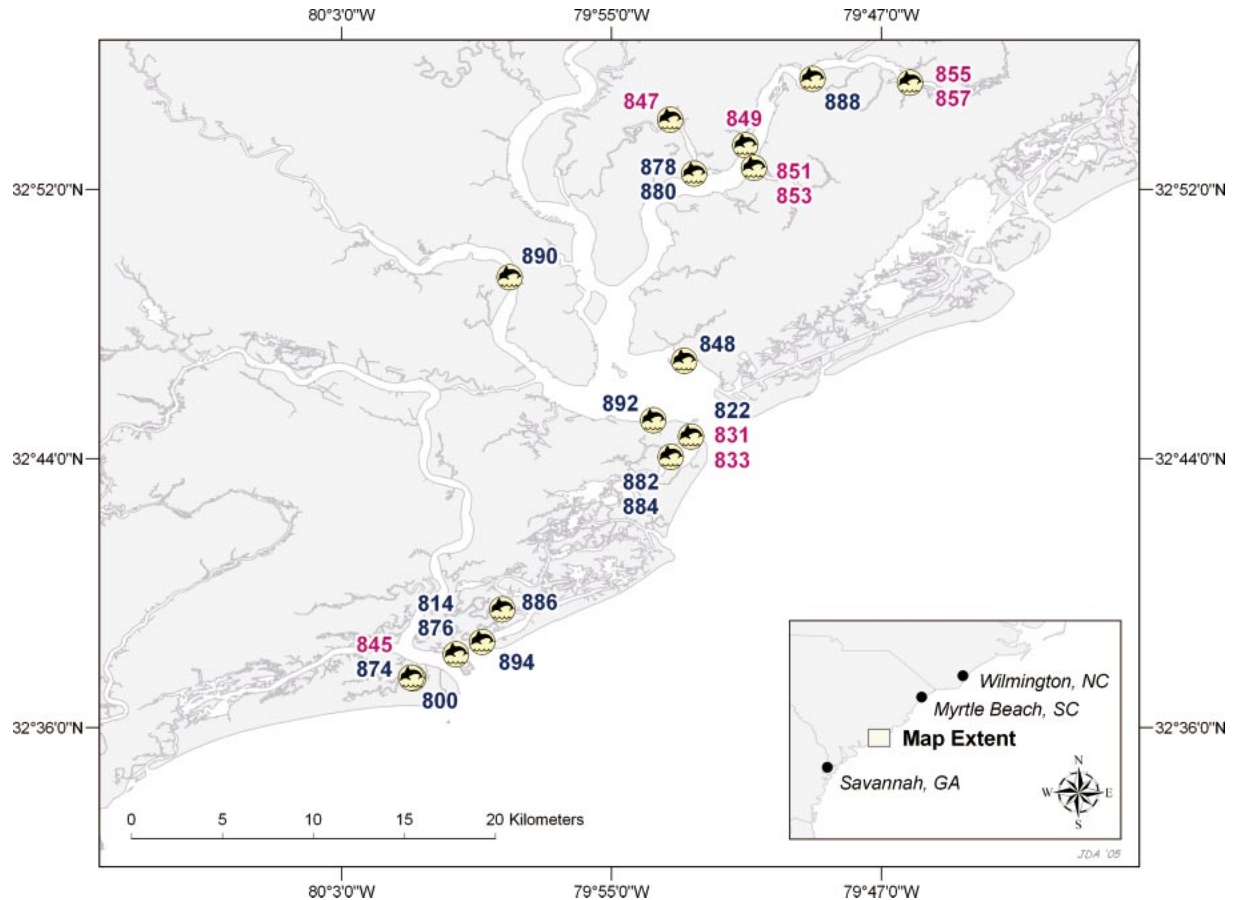 80°3'0"W 79°55'0"W 79°47'0"W
847
849
888
855
857
878
880
851
853
32°52'0"N 32°52'0"N
890
848
892
822
831
833
32°44'0"N 32°44'0"N
882
884
814
876
886
845
874
894
800
32°36'0"N 32°36'0"N
Wilmington, NC
Myrtle Beach, SC
Map Extent
Savannah, GA
N
W E
S
0 5 10 15 20 Kilometers
JDA '05
80°3'0"W 79°55'0"W 79°47'0"W